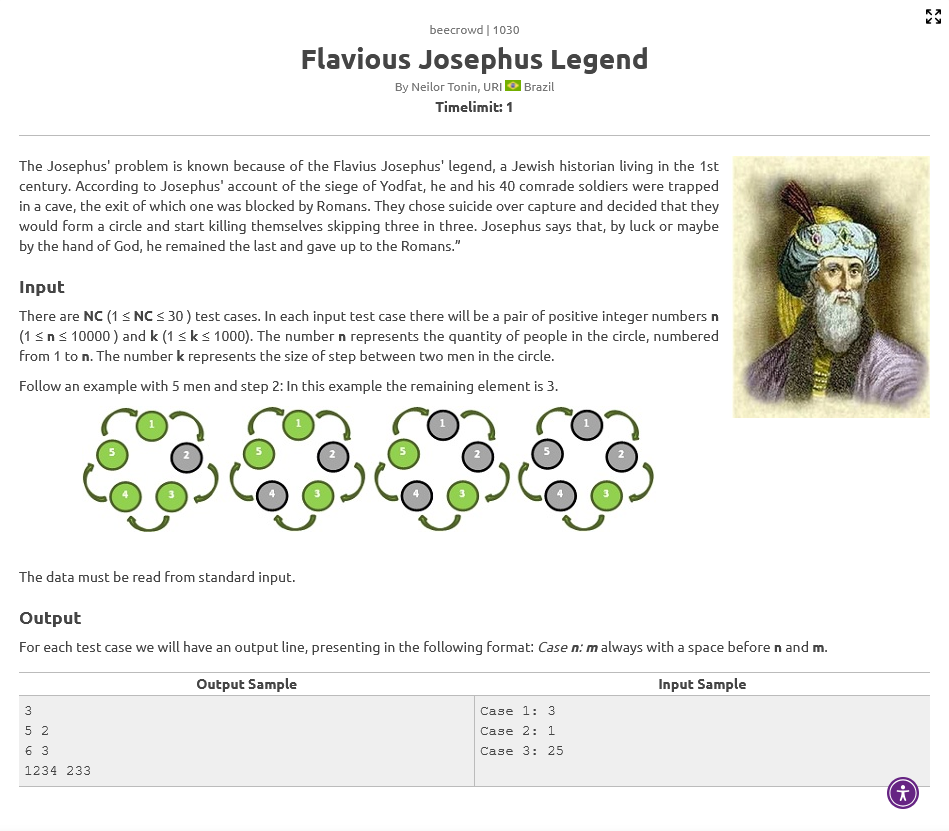 beecrowd | 1030
Flavious Josephus Legend
By Neilor Tonin, URI Brazil
Timelimit: 1
The Josephus' problem is known because of the Flavius Josephus' legend, a Jewish historian living in the 1st
century. According to Josephus' account of the siege of Yodfat, he and his 40 comrade soldiers were trapped
in a cave, the exit of which one was blocked by Romans. They chose suicide over capture and decided that they
would form a circle and start killing themselves skipping three in three. Josephus says that, by luck or maybe
by the hand of God, he remained the last and gave up to the Romans.”
Input
There are NC (1 ≤ NC ≤ 30 ) test cases. In each input test case there will be a pair of positive integer numbers n
(1 ≤ n ≤ 10000 ) and k (1 ≤ k ≤ 1000). The number n represents the quantity of people in the circle, numbered
from 1 to n. The number k represents the size of step between two men in the circle.
Follow an example with 5 men and step 2: In this example the remaining element is 3.
1 2 3 4 5
1 2 3 4 5
1 2 3 4 5
1 2 3 4 5
The data must be read from standard input.
Output
For each test case we will have an output line, presenting in the following format: Case n: m always with a space before n and m.
Output Sample
Input Sample
3
5 2
6 3
1234 233
Case 1: 3
Case 2: 1
Case 3: 25